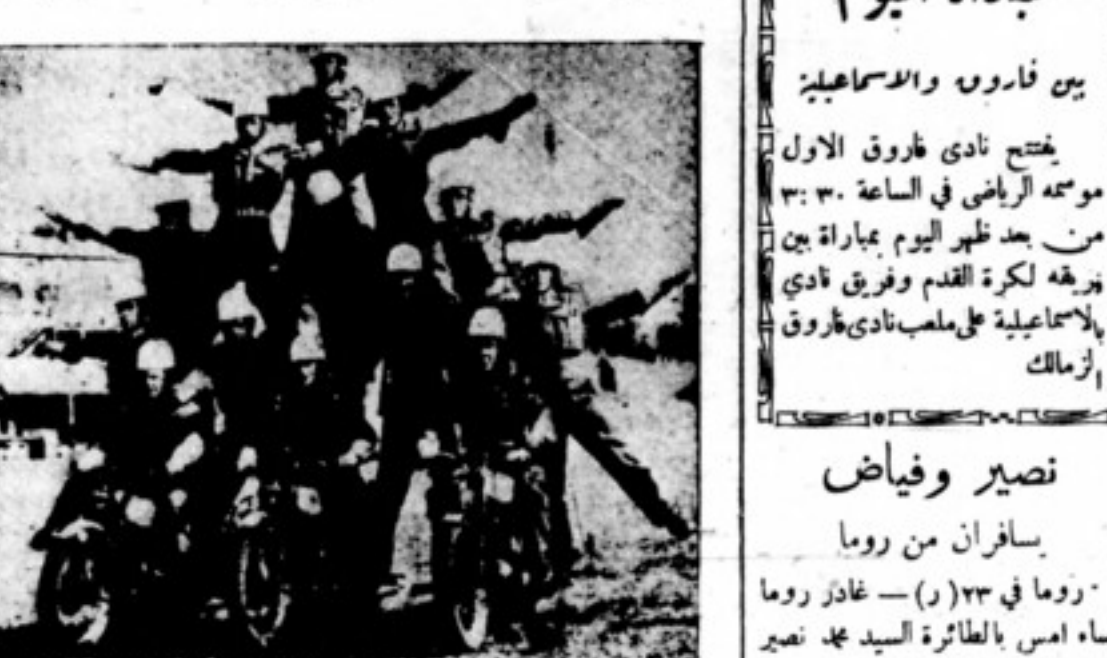 بين فاروق والاسماعيلية
يفتتح نادى فاروق الاول
موسمه الرياضى في الساعة ٣:٣٠
من بعد ظهر اليوم بمباراة بين
فريقه لكرة القدم وفريق نادي
الاسماعيلية على ملعب نادى فاروق
بالزمالك
نصير وفياض
يسافران من روما
روما في ٢٣ (ر) — غادر روما
مساء امس بالطائرة السيد محمد نصير